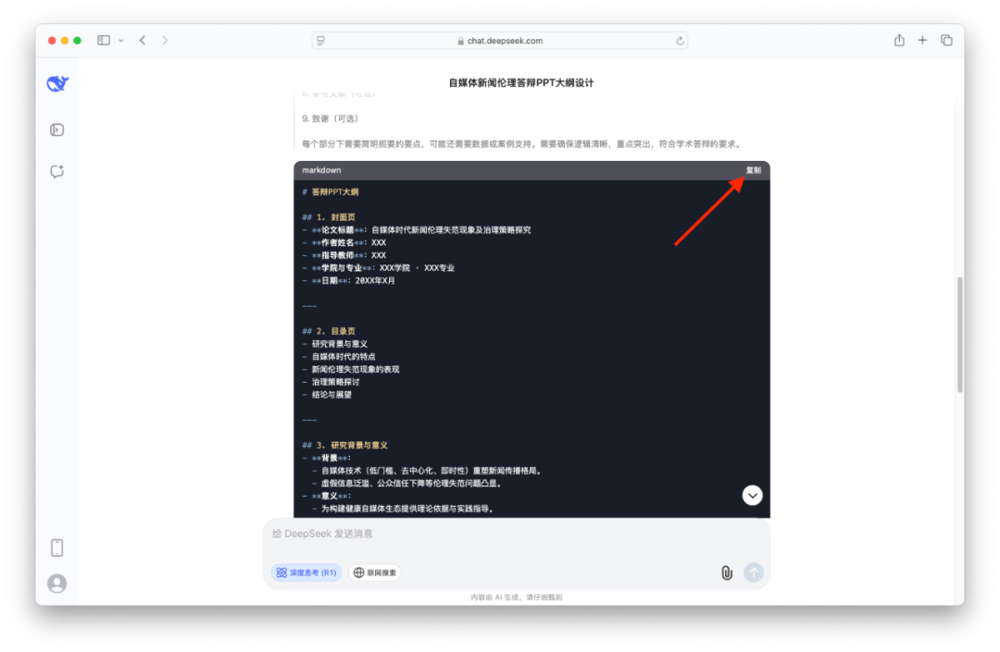 chat.deepseek.com
自媒体新闻伦理答辩PPT大纲设计
8. 参考文献（可选）
9. 致谢（可选）
每个部分下需要简明扼要的要点，可能还需要数据或案例支持。需要确保逻辑清晰，重点突出，符合学术答辩的要求。
markdown 复制
# 答辩PPT大纲
## 1. 封面页
- **论文标题**: 自媒体时代新闻伦理失范现象及治理策略探究
- **作者姓名**: XXX
- **指导教师**: XXX
- **学院与专业**: XXX学院 · XXX专业
- **日期**: 20XX年X月
---
## 2. 目录页
- 研究背景与意义
- 自媒体时代的特点
- 新闻伦理失范现象的表现
- 治理策略探讨
- 结论与展望
---
## 3. 研究背景与意义
- **背景**:
- 自媒体技术（低门槛、去中心化、即时性）重塑新闻传播格局。
- 虚假信息泛滥、公众信任下降等伦理失范问题凸显。
- **意义**:
- 为构建健康自媒体生态提供理论依据与实践指导。
给 DeepSeek 发送消息
深度思考 (R1) 联网搜索
内容由 AI 生成，请仔细甄别